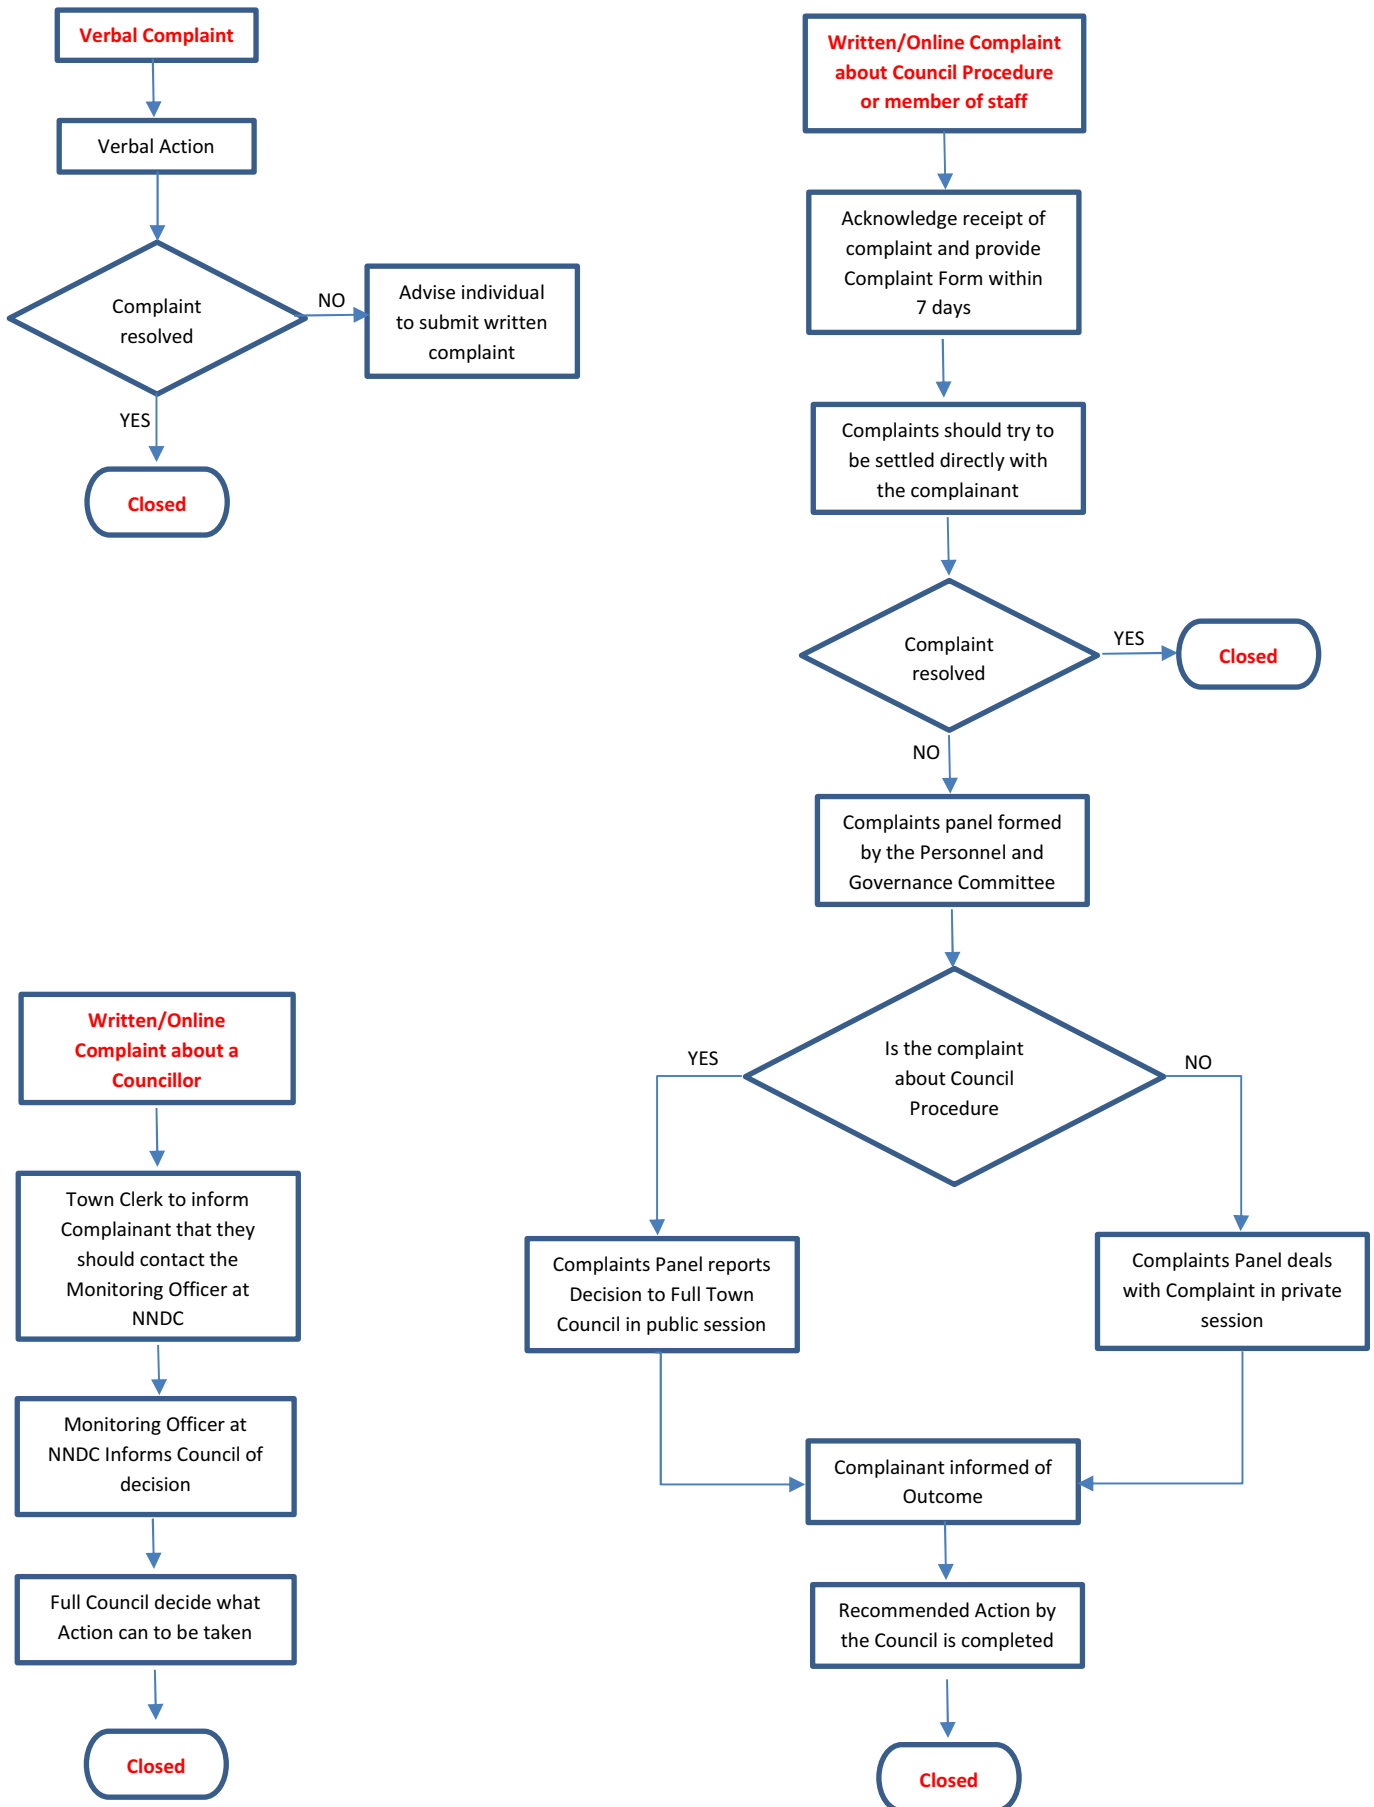 Verbal Complaint
Verbal Action
Complaint
resolved
NO
Advise individual
to submit written
complaint
YES
Closed
Written/Online Complaint
about Council Procedure
or member of staff
Acknowledge receipt of
complaint and provide
Complaint Form within
7 days
Complaints should try to
be settled directly with
the complainant
Complaint
resolved
YES
Closed
NO
Complaints panel formed
by the Personnel and
Governance Committee
Is the complaint
about Council
Procedure
YES
NO
Complaints Panel reports
Decision to Full Town
Council in public session
Complaints Panel deals
with Complaint in private
session
Complainant informed of
Outcome
Recommended Action by
the Council is completed
Closed
Written/Online
Complaint about a
Councillor
Town Clerk to inform
Complainant that they
should contact the
Monitoring Officer at
NNDC
Monitoring Officer at
NNDC Informs Council of
decision
Full Council decide what
Action can to be taken
Closed